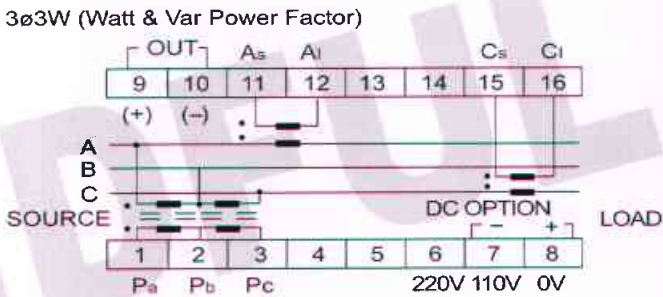 3ø3W (Watt & Var Power Factor)
OUT As Al Cs Cl
9 10 11 12 13 14 15 16
(+) (−)
A
B
C
SOURCE DC OPTION LOAD
− +
1 2 3 4 5 6 7 8
Pa Pb Pc 220V 110V 0V